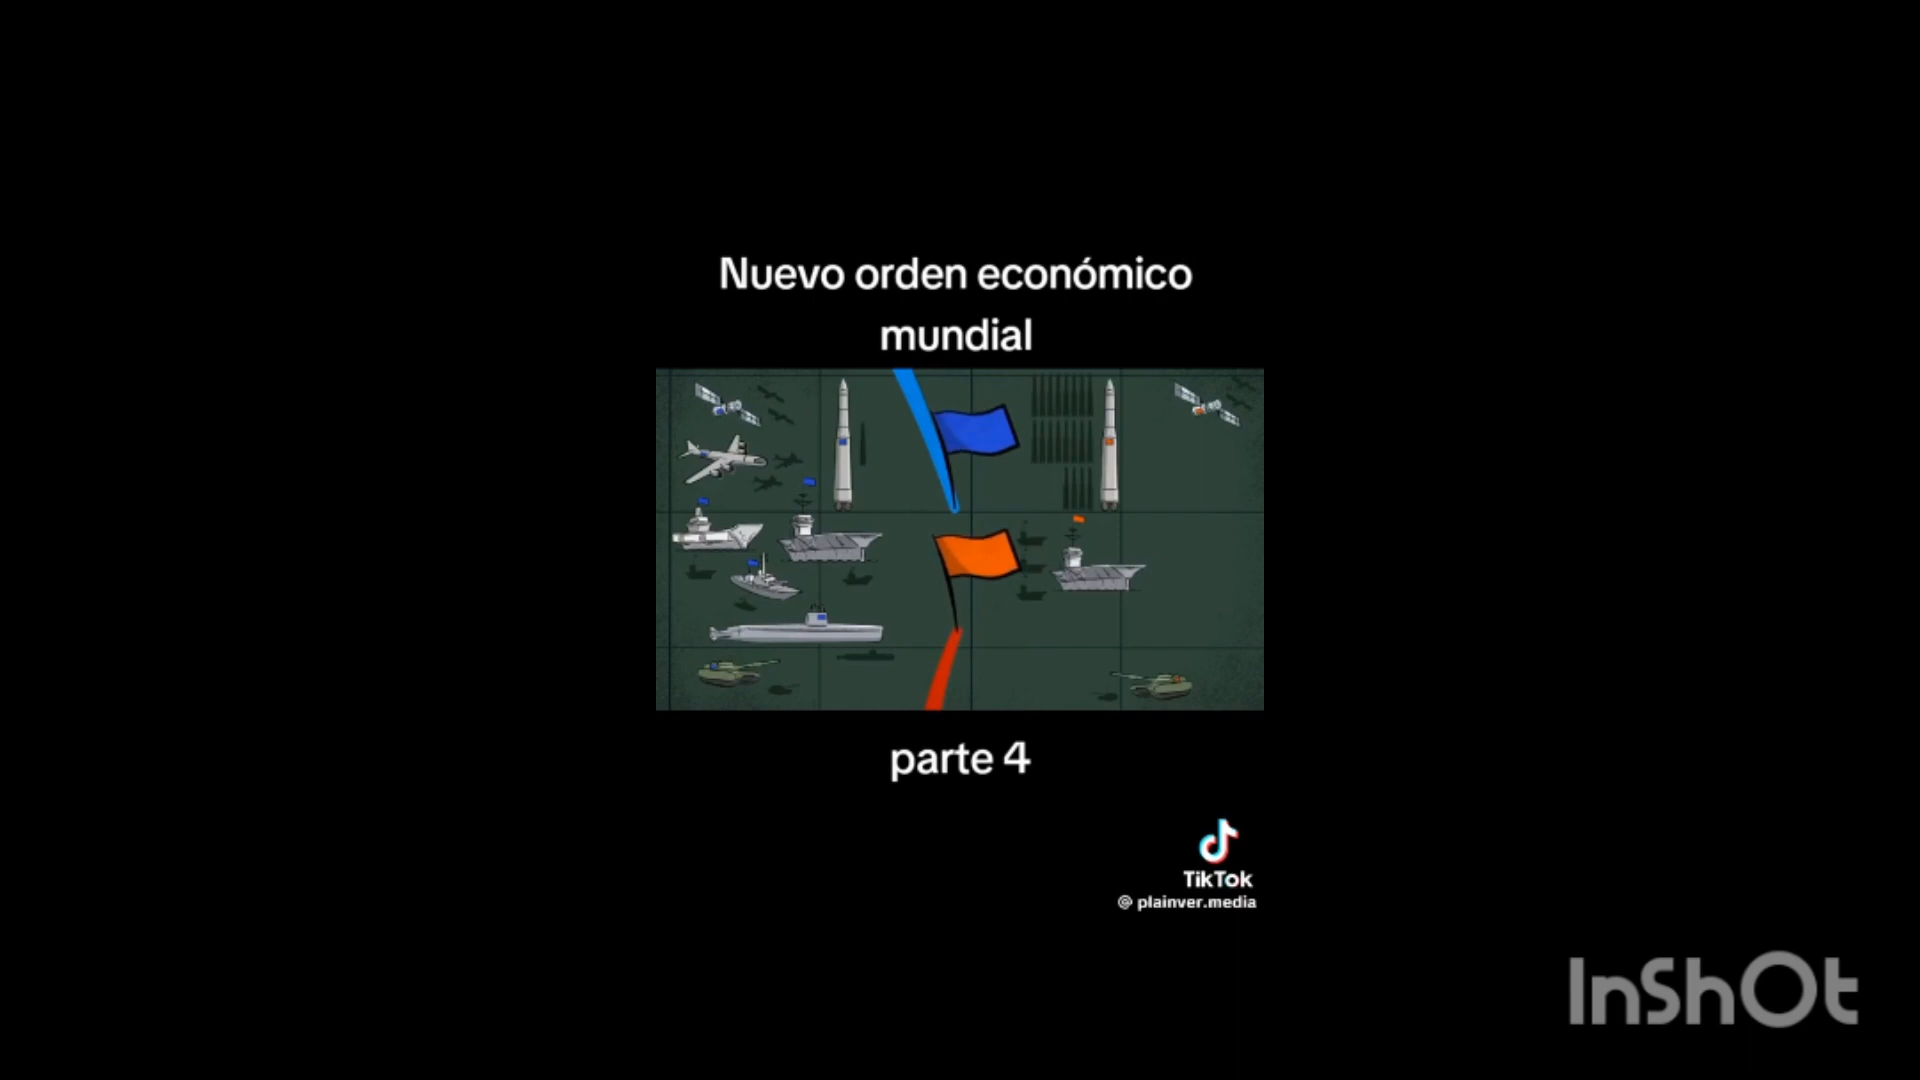 Nuevo orden económico
mundial
parte 4
TikTok
@ plainver.media
InShOt